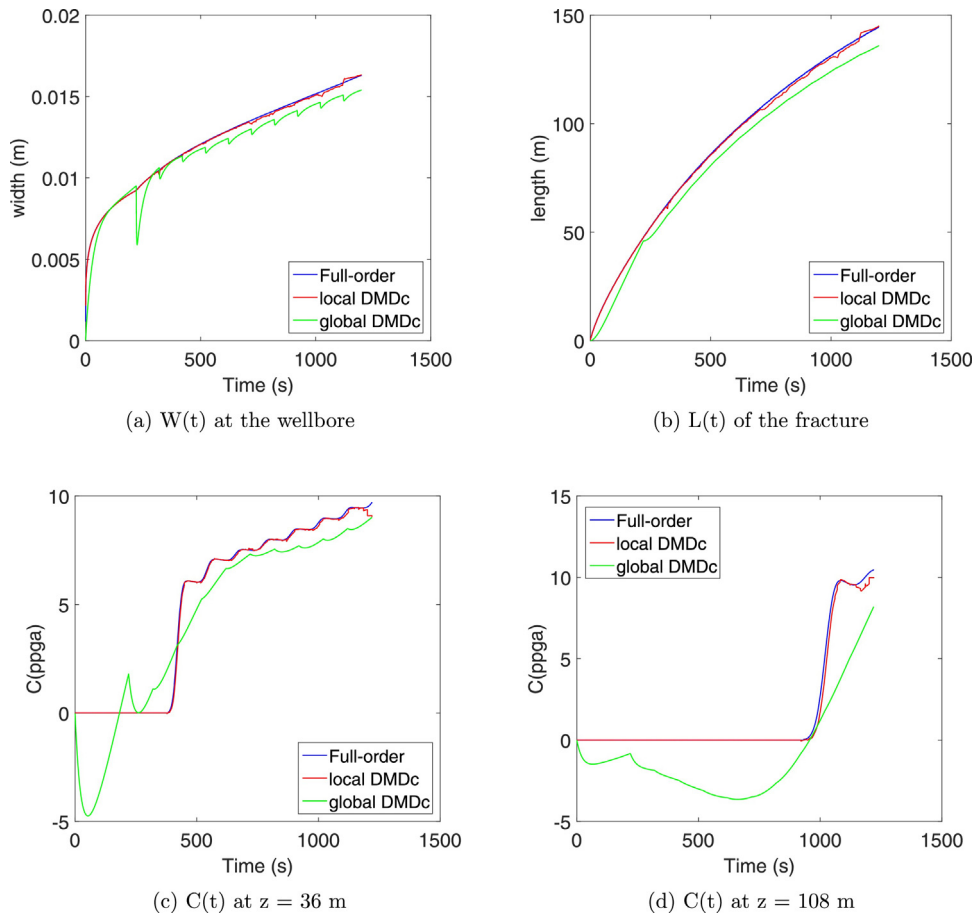 0.02
0.015
0.01
0.005
0
width (m)
Full-order
local DMDc
global DMDc
0 500 1000 1500
Time (s)
(a) W(t) at the wellbore
150
100
50
0
length (m)
Full-order
local DMDc
global DMDc
0 500 1000 1500
Time (s)
(b) L(t) of the fracture
10
5
0
-5
C(ppga)
Full-order
local DMDc
global DMDc
0 500 1000 1500
Time (s)
(c) C(t) at z = 36 m
15
10
5
0
-5
C(ppga)
Full-order
local DMDc
global DMDc
0 500 1000 1500
Time (s)
(d) C(t) at z = 108 m